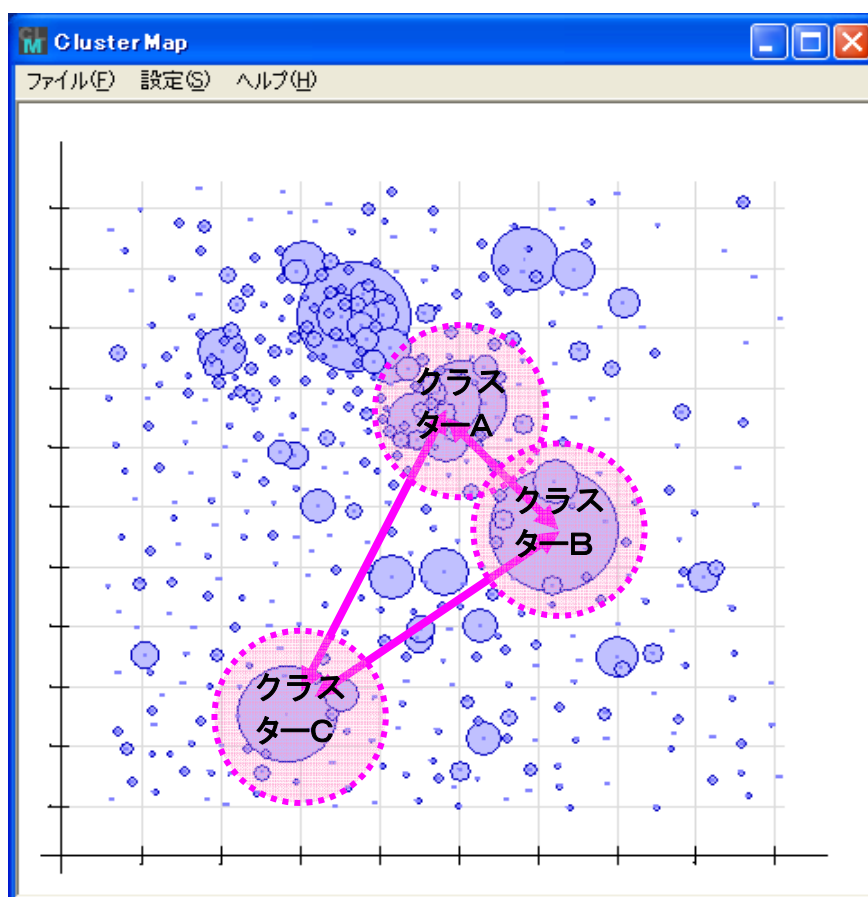 ClusterMap
ファイル(F) 設定(S) ヘルプ(H)
クラス
ターA
クラス
ターB
クラス
ターC